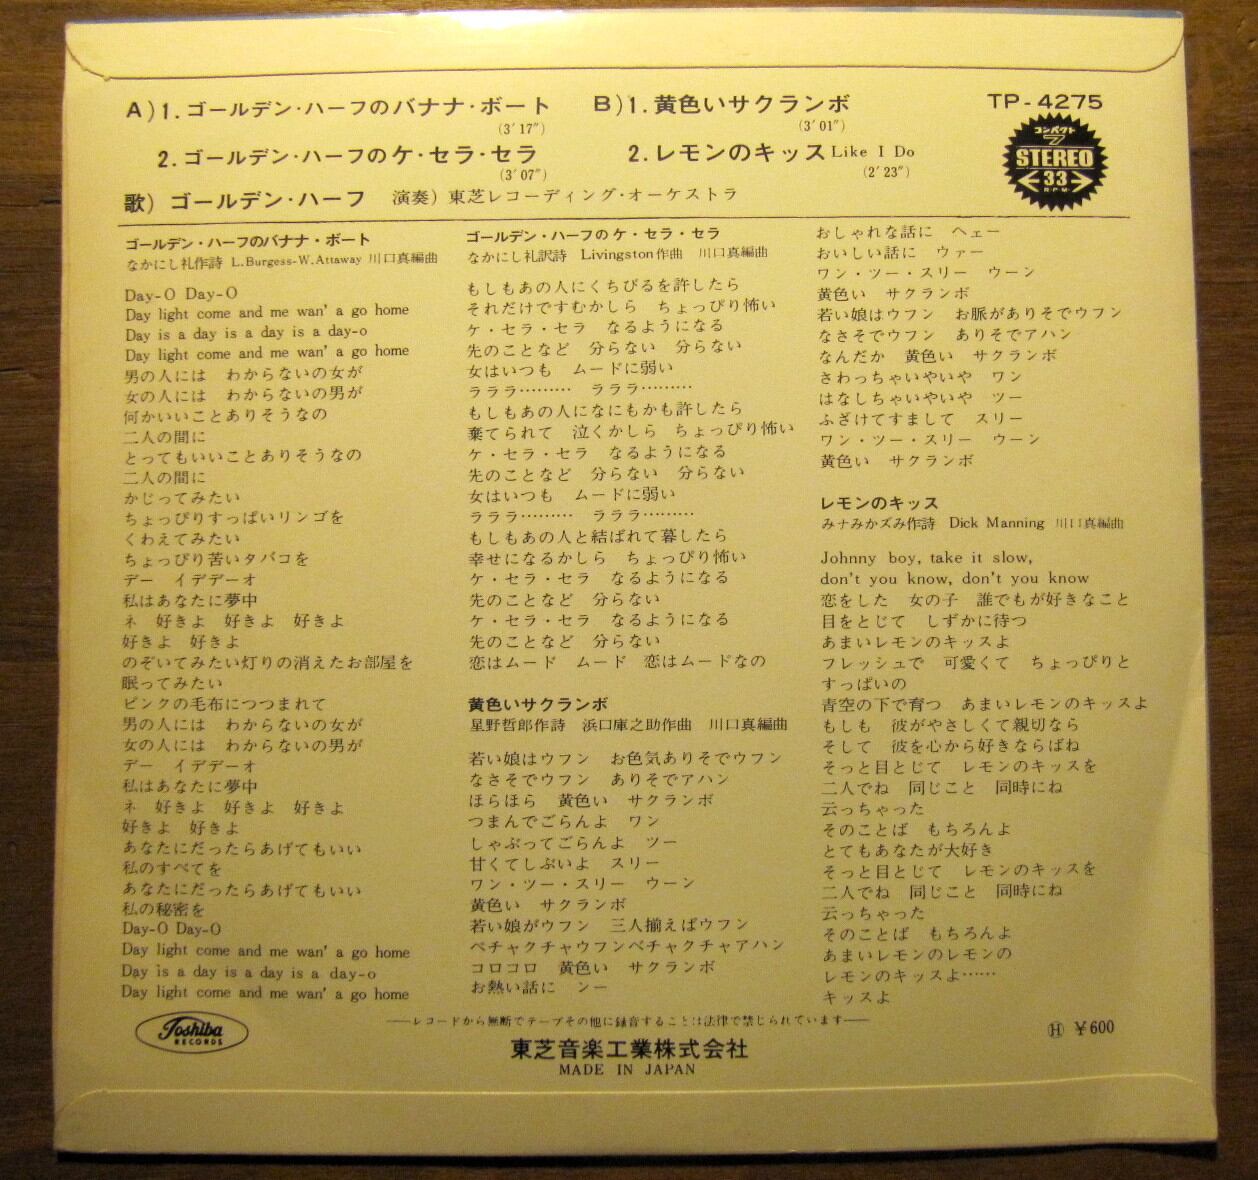 A) 1. ゴールデン・ハーフのバナナ・ボート
(3′17″)
2. ゴールデン・ハーフのケ・セラ・セラ
(3′07″)
B) 1. 黄色いサクランボ
(3′01″)
2. レモンのキッス Like I Do
(2′23″)
TP-4275
コンパクト
7
STEREO
33
RPM
歌) ゴールデン・ハーフ 演奏) 東芝レコーディング・オーケストラ
ゴールデン・ハーフのバナナ・ボート
なかにし礼作詩 L.Burgess-W.Attaway 川口真編曲
Day-O Day-O
Day light come and me wan' a go home
Day is a day is a day is a day-o
Day light come and me wan' a go home
男の人には わからないの女が
女の人には わからないの男が
何かいいことありそうなの
二人の間に
とってもいいことありそうなの
二人の間に
かじってみたい
ちょっぴりすっぱいリンゴを
くわえてみたい
ちょっぴり苦いタバコを
デー イデデーオ
私はあなたに夢中
ネ 好きよ 好きよ 好きよ
好きよ 好きよ
のぞいてみたい灯りの消えたお部屋を
眠ってみたい
ピンクの毛布につつまれて
男の人には わからないの女が
女の人には わからないの男が
デー イデデーオ
私はあなたに夢中
ネ 好きよ 好きよ 好きよ
好きよ 好きよ
あなたにだったらあげてもいい
私のすべてを
あなたにだったらあげてもいい
私の秘密を
Day-O Day-O
Day light come and me wan' a go home
Day is a day is a day is a day-o
Day light come and me wan' a go home
ゴールデン・ハーフのケ・セラ・セラ
なかにし礼訳詩 Livingston作曲 川口真編曲
もしもあの人にくちびるを許したら
それだけですむかしら ちょっぴり怖い
ケ・セラ・セラ なるようになる
先のことなど 分らない 分らない
女はいつも ムードに弱い
ラララ……… ラララ………
もしもあの人になにもかも許したら
棄てられて 泣くかしら ちょっぴり怖い
ケ・セラ・セラ なるようになる
先のことなど 分らない 分らない
女はいつも ムードに弱い
ラララ……… ラララ………
もしもあの人と結ばれて暮したら
幸せになるかしら ちょっぴり怖い
ケ・セラ・セラ なるようになる
先のことなど 分らない
ケ・セラ・セラ なるようになる
先のことなど 分らない
恋はムード ムード 恋はムードなの
黄色いサクランボ
星野哲郎作詩 浜口庫之助作曲 川口真編曲
若い娘はウフン お色気ありそでウフン
なさそでウフン ありそでアハン
ほらほら 黄色い サクランボ
つまんでごらんよ ワン
しゃぶってごらんよ ツー
甘くてしぶいよ スリー
ワン・ツー・スリー ウーン
黄色い サクランボ
若い娘がウフン 三人揃えばウフン
ペチャクチャウフンペチャクチャアハン
コロコロ 黄色い サクランボ
お熱い話に ンー
おしゃれな話に ヘェー
おいしい話に ウァー
ワン・ツー・スリー ウーン
黄色い サクランボ
若い娘はウフン お脈がありそでウフン
なさそでウフン ありそでアハン
なんだか 黄色い サクランボ
さわっちゃいやいや ワン
はなしちゃいやいや ツー
ふざけてすまして スリー
ワン・ツー・スリー ウーン
黄色い サクランボ
レモンのキッス
みナみカズみ作詩 Dick Manning 川口真編曲
Johnny boy, take it slow,
don't you know, don't you know
恋をした 女の子 誰でもが好きなこと
目をとじて しずかに待つ
あまいレモンのキッスよ
フレッシュで 可愛くて ちょっぴりと
すっぱいの
青空の下で育つ あまいレモンのキッスよ
もしも 彼がやさしくて親切なら
そして 彼を心から好きならばね
そっと目とじて レモンのキッスを
二人でね 同じこと 同時にね
云っちゃった
そのことば もちろんよ
とてもあなたが大好き
そっと目とじて レモンのキッスを
二人でね 同じこと 同時にね
云っちゃった
そのことば もちろんよ
あまいレモンのレモンの
レモンのキッスよ……
キッスよ
Toshiba
RECORDS
——レコードから無断でテープその他に録音することは法律で禁じられています——
東芝音楽工業株式会社
MADE IN JAPAN
Ⓗ ¥600